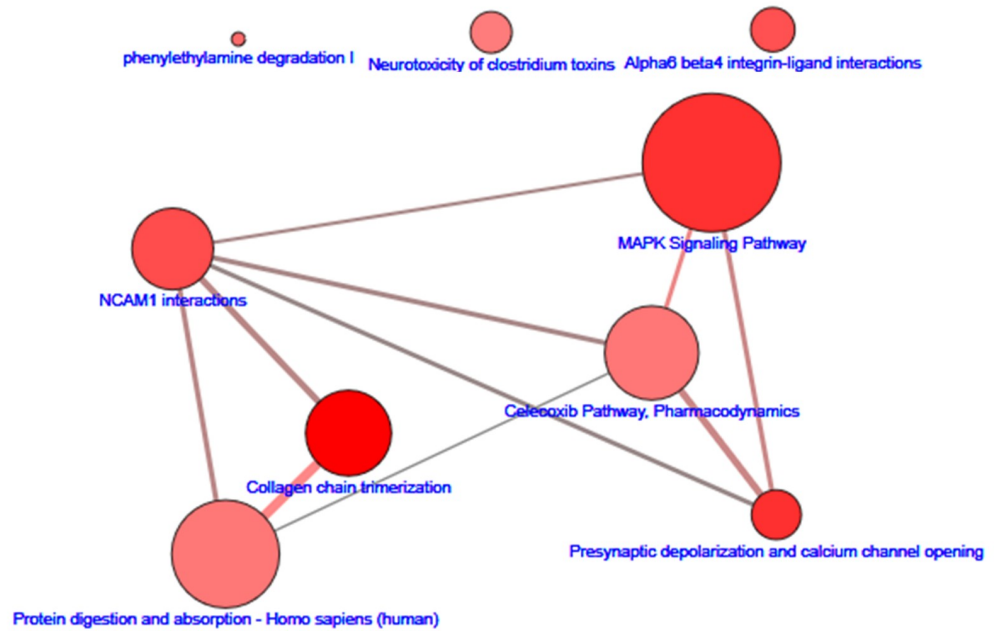 phenylethylamine degradation I
Neurotoxicity of clostridium toxins
Alpha6 beta4 integrin-ligand interactions
MAPK Signaling Pathway
NCAM1 interactions
Celecoxib Pathway, Pharmacodynamics
Collagen chain trimerization
Presynaptic depolarization and calcium channel opening
Protein digestion and absorption - Homo sapiens (human)